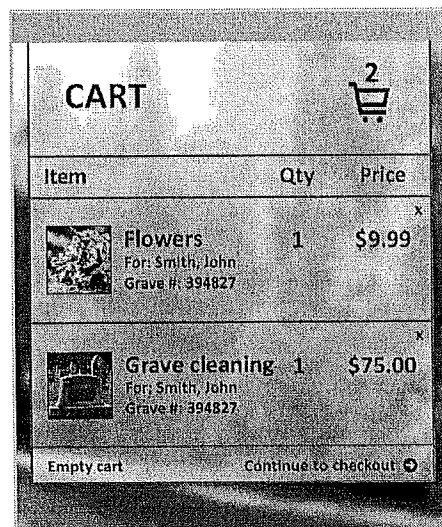 CART
2
Item Qty Price
x
Flowers 1 $9.99
For: Smith, John
Grave #: 394827
x
Grave cleaning 1 $75.00
For: Smith, John
Grave #: 394827
Empty cart Continue to checkout